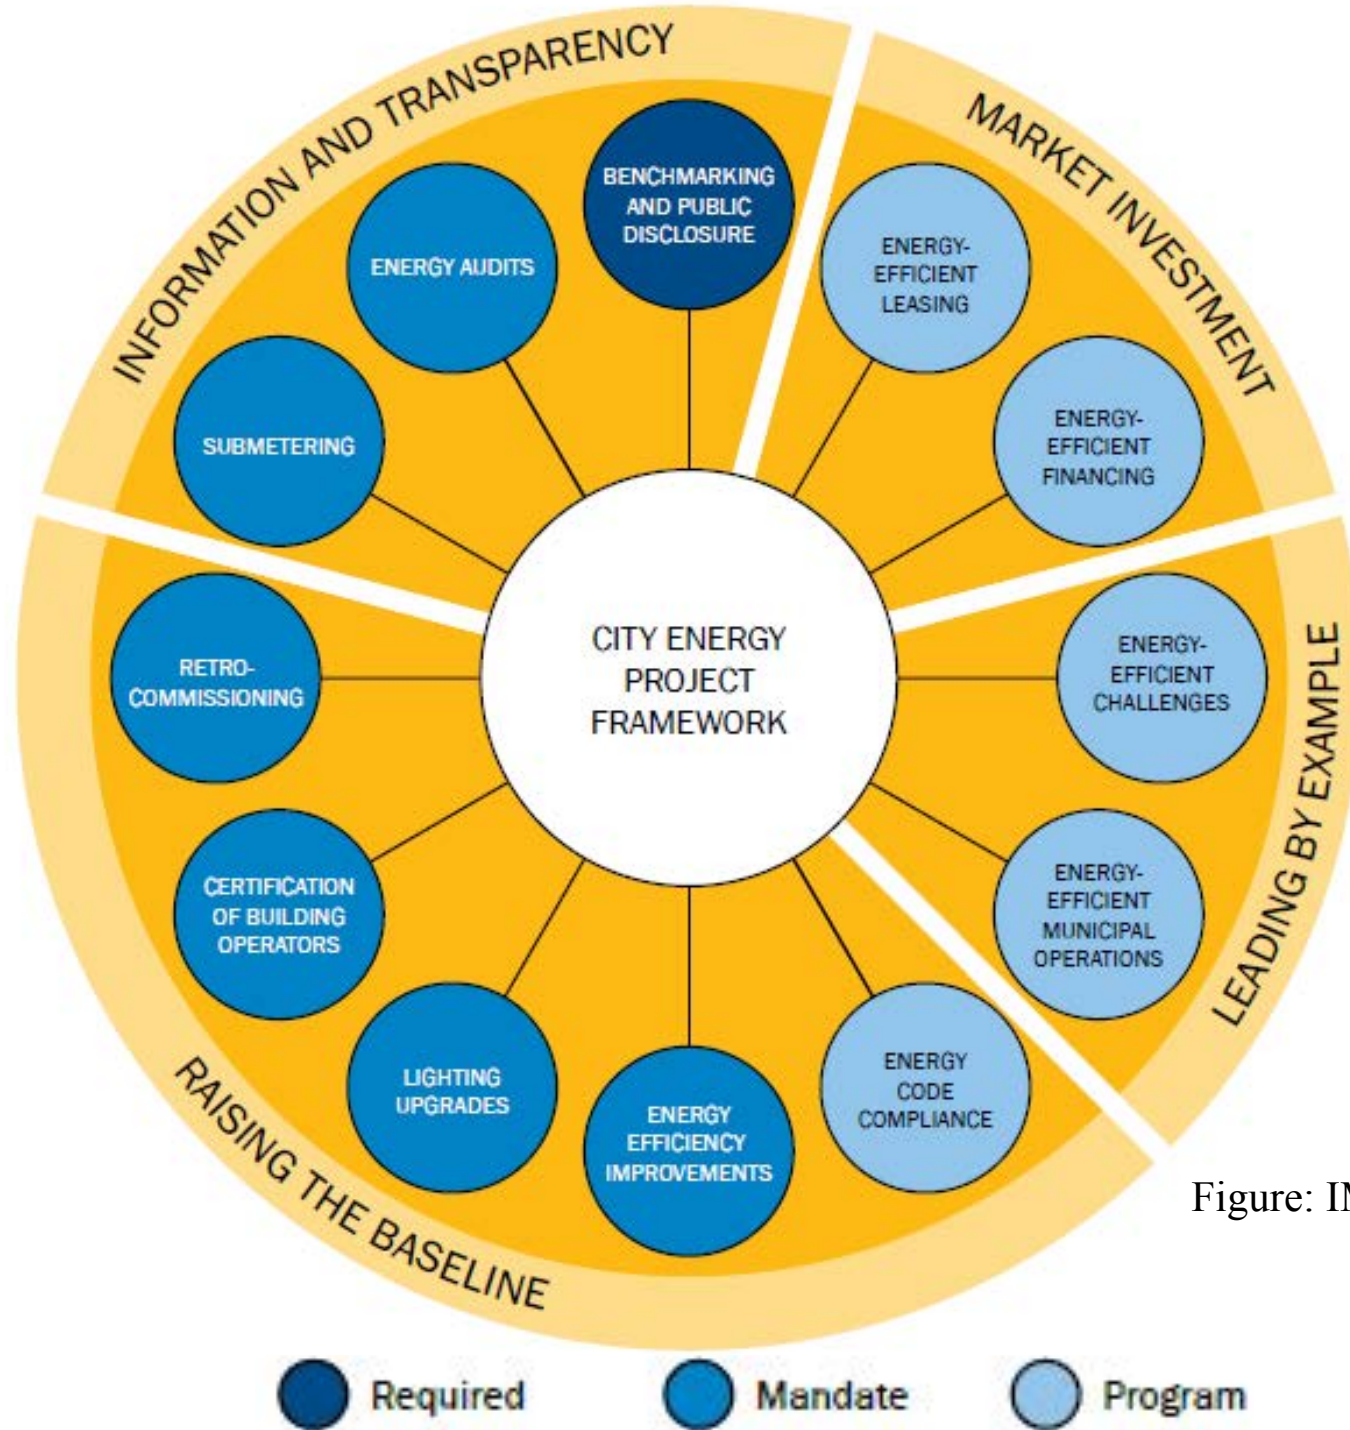 INFORMATION AND TRANSPARENCY
BENCHMARKING
AND PUBLIC
DISCLOSURE
ENERGY AUDITS
SUBMETERING
MARKET INVESTMENT
ENERGY-
EFFICIENT
LEASING
ENERGY-
EFFICIENT
FINANCING
CITY ENERGY
PROJECT
FRAMEWORK
LEADING BY EXAMPLE
ENERGY-
EFFICIENT
CHALLENGES
ENERGY-
EFFICIENT
MUNICIPAL
OPERATIONS
RAISING THE BASELINE
RETRO-
COMMISSIONING
CERTIFICATION
OF BUILDING
OPERATORS
LIGHTING
UPGRADES
ENERGY
EFFICIENCY
IMPROVEMENTS
ENERGY
CODE
COMPLIANCE
Figure:
Required
Mandate
Program